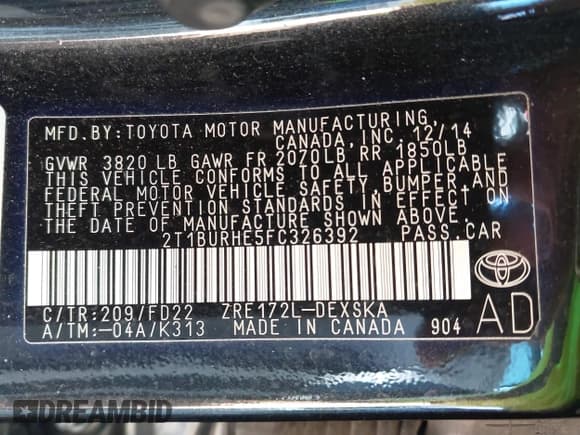 MFD.BY:TOYOTA MOTOR MANUFACTURING,
CANADA, INC. 12/14
GVWR 3820 LB GAWR FR 2070LB RR 1850LB
THIS VEHICLE CONFORMS TO ALL APPLICABLE
FEDERAL MOTOR VEHICLE SAFETY, BUMPER, AND
THEFT PREVENTION STANDARDS IN EFFECT ON
THE DATE OF MANUFACTURE SHOWN ABOVE.
2T1BURHE5FC326392 PASS.CAR
C/TR:209/FD22 ZRE172L-DEXSKA
A/TM:-04A/K313 MADE IN CANADA 904
AD
DREAMBID